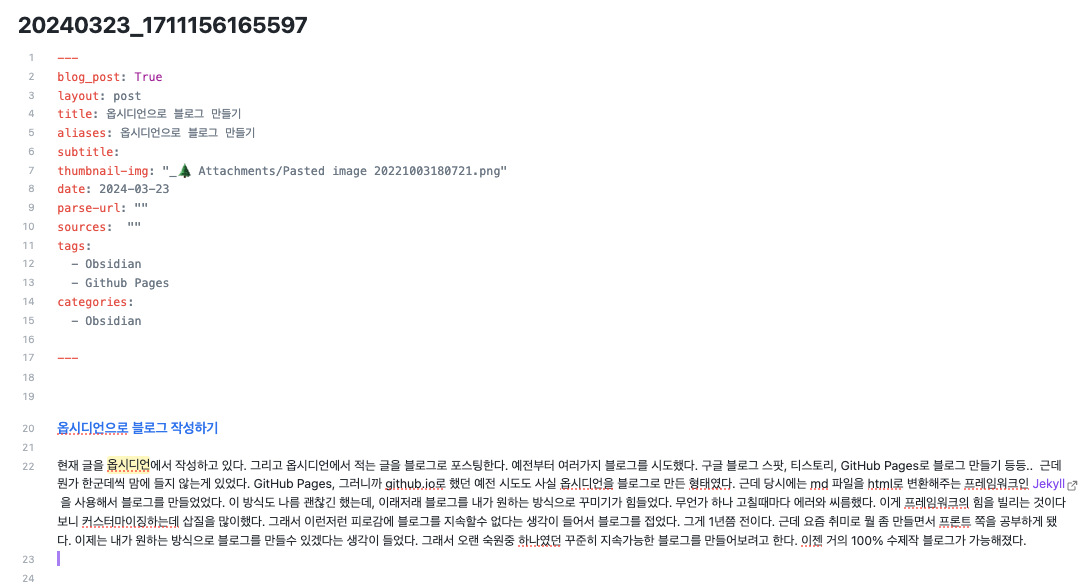 20240323_1711156165597
1 ---
2 blog_post: True
3 layout: post
4 title: 옵시디언으로 블로그 만들기
5 aliases: 옵시디언으로 블로그 만들기
6 subtitle:
7 thumbnail-img: "_🌲 Attachments/Pasted image 20221003180721.png"
8 date: 2024-03-23
9 parse-url: ""
10 sources:  ""
11 tags:
12 - Obsidian
13 - Github Pages
14 categories:
15 - Obsidian
16
17 ---
18
19
20 옵시디언으로 블로그 작성하기
21
22 현재 글을 옵시디언에서 작성하고 있다. 그리고 옵시디언에서 적는 글을 블로그로 포스팅한다. 예전부터 여러가지 블로그를 시도했다. 구글 블로그 스팟, 티스토리, GitHub Pages로 블로그 만들기 등등.. 근데
뭔가 한군데씩 맘에 들지 않는게 있었다. GitHub Pages, 그러니까 github.io로 했던 예전 시도도 사실 옵시디언을 블로그로 만든 형태였다. 근데 당시에는 md 파일을 html로 변환해주는 프레임워크인 Jekyll
을 사용해서 블로그를 만들었었다. 이 방식도 나름 괜찮긴 했는데, 이래저래 블로그를 내가 원하는 방식으로 꾸미기가 힘들었다. 무언가 하나 고칠때마다 에러와 씨름했다. 이게 프레임워크의 힘을 빌리는 것이다
보니 커스터마이징하는데 삽질을 많이했다. 그래서 이런저런 피로감에 블로그를 지속할수 없다는 생각이 들어서 블로그를 접었다. 그게 1년쯤 전이다. 근데 요즘 취미로 뭘 좀 만들면서 프론트 쪽을 공부하게 됐
다. 이제는 내가 원하는 방식으로 블로그를 만들수 있겠다는 생각이 들었다. 그래서 오랜 숙원중 하나였던 꾸준히 지속가능한 블로그를 만들어보려고 한다. 이젠 거의 100% 수제작 블로그가 가능해졌다.
23
24